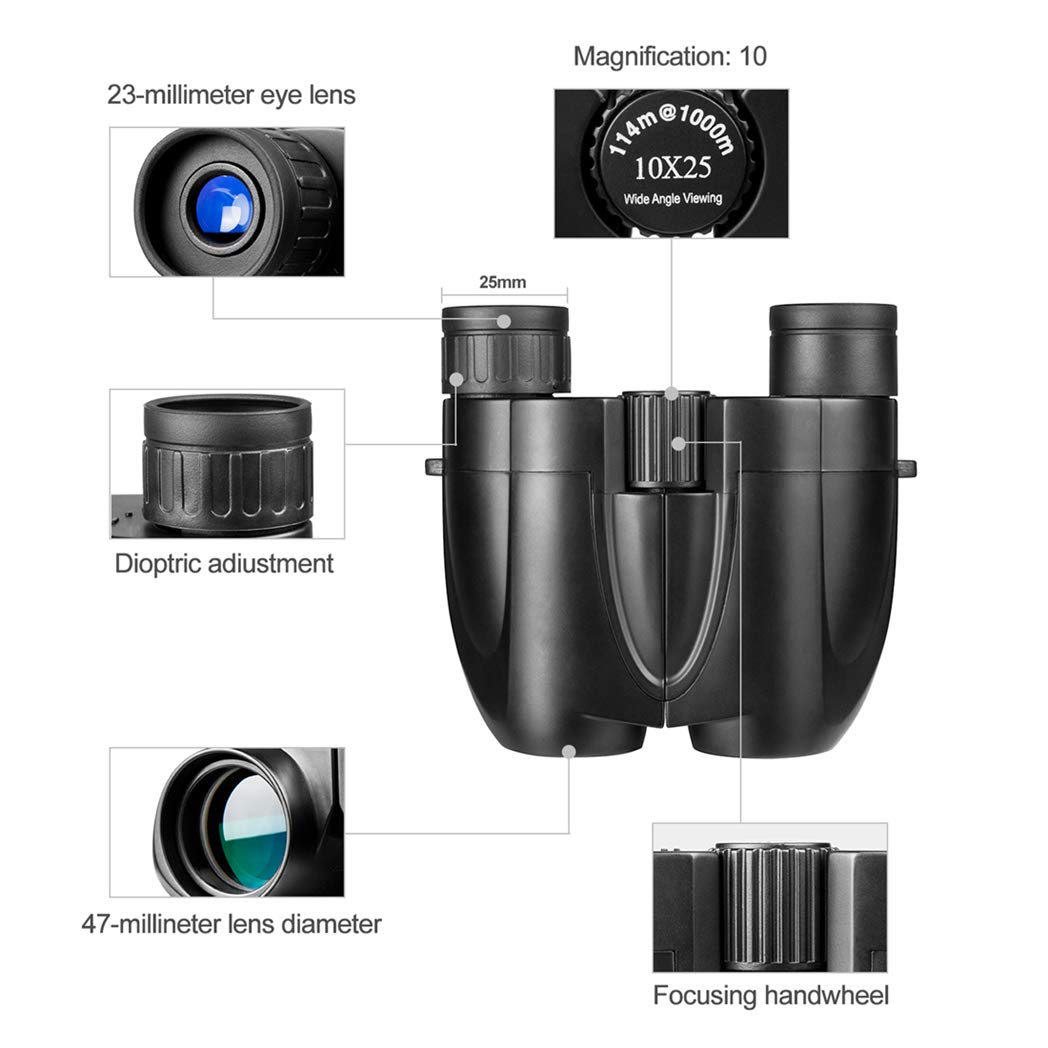 Magnification: 10
23-millimeter eye lens
114m@1000m
10X25
Wide Angle Viewing
25mm
Dioptric adiustment
47-millineter lens diameter
Focusing handwheel